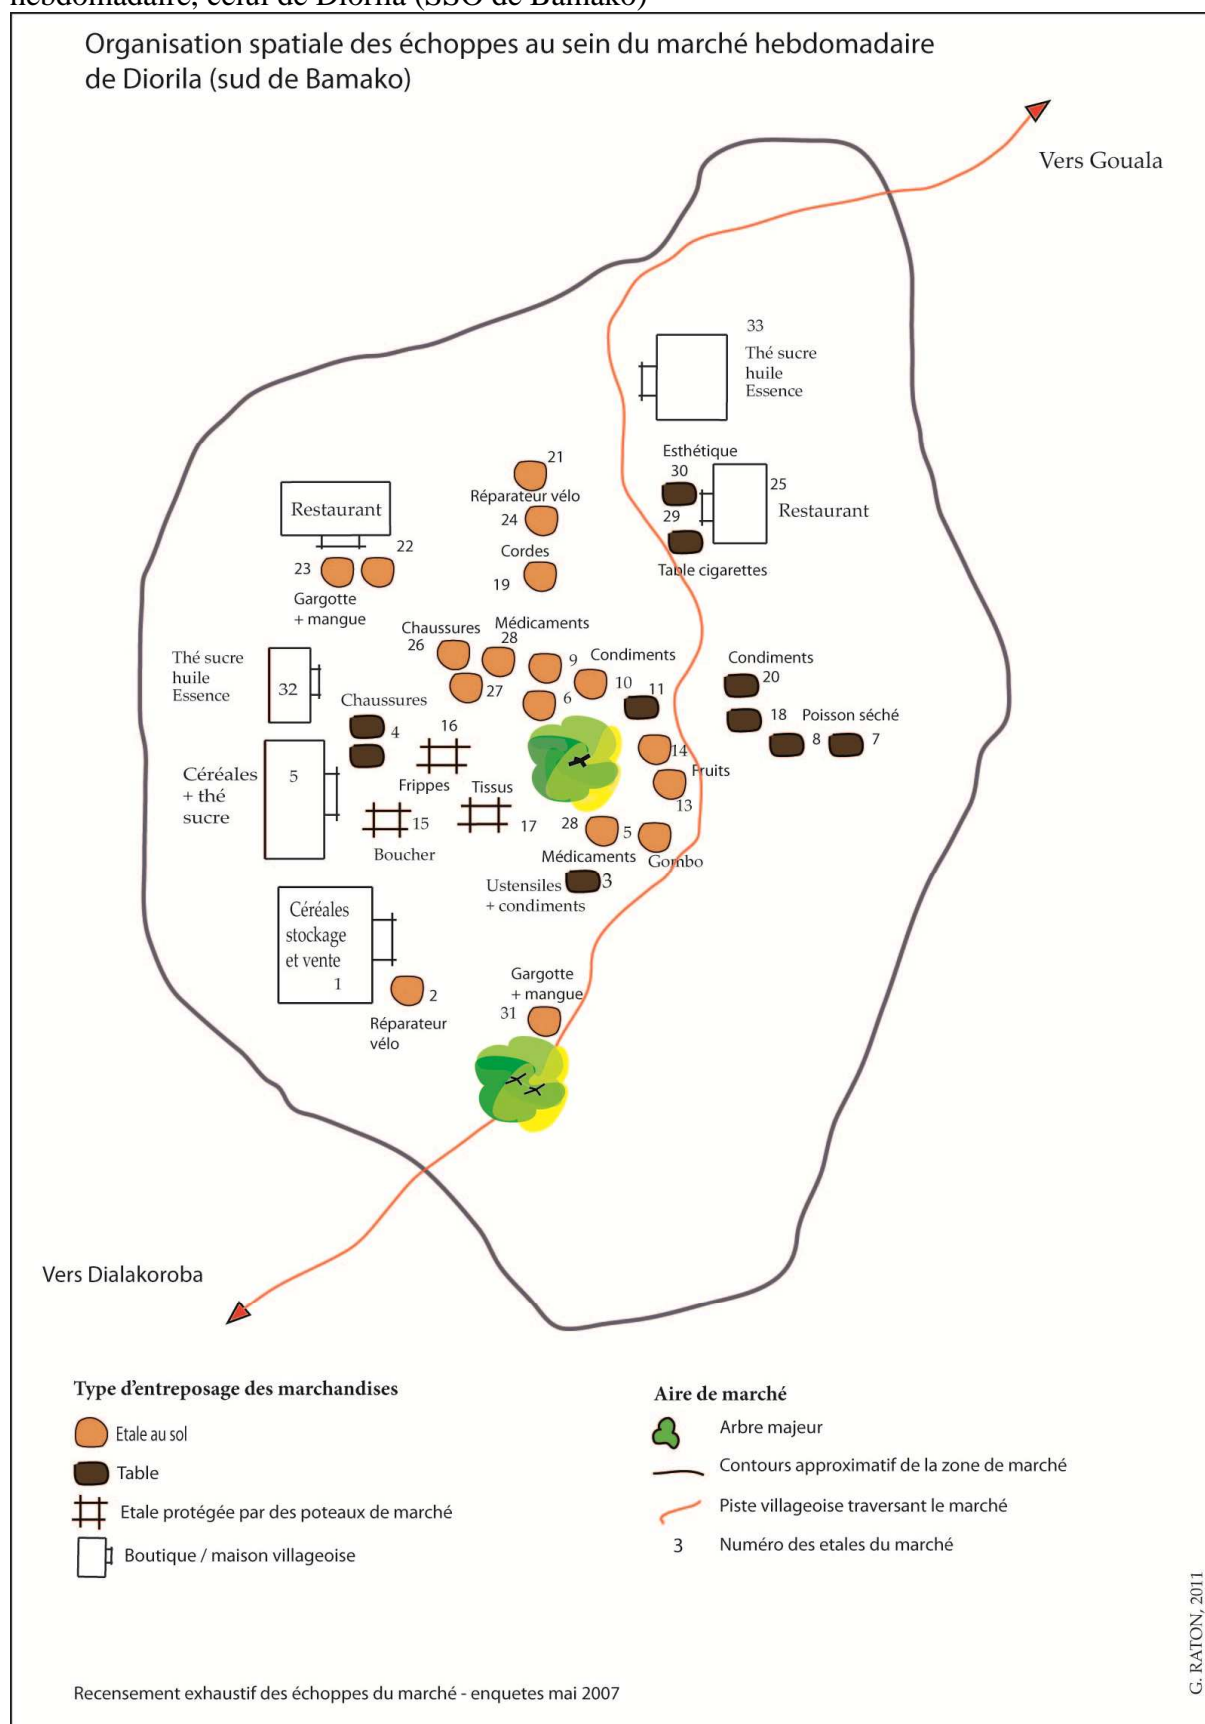 hebdomadaire, celui de Diorila (SSO de Bamako)
Organisation spatiale des échoppes au sein du marché hebdomadaire
de Diorila (sud de Bamako)
Vers Gouala
33
Thé sucre
huile
Essence
Esthétique
30
25
Restaurant
29
Table cigarettes
21
Réparateur vélo
24
Cordes
19
Restaurant
22
23
Gargotte
+ mangue
Chaussures
26
Médicaments
28
27
9
Condiments
6
10
11
Condiments
20
18
Poisson séché
8
7
Thé sucre
huile
Essence
32
Chaussures
4
16
Frippes
Tissus
14
Fruits
13
Céréales
+ thé
sucre
5
15
Boucher
17
28
5
Médicaments
Gombo
Ustensiles
+ condiments
3
Céréales
stockage
et vente
1
2
Réparateur
vélo
Gargotte
+ mangue
31
Vers Dialakoroba
Type d'entreposage des marchandises
Etale au sol
Table
Etale protégée par des poteaux de marché
Boutique / maison villageoise
Aire de marché
Arbre majeur
Contours approximatif de la zone de marché
Piste villageoise traversant le marché
3
Numéro des etales du marché
G. RATON, 2011
Recensement exhaustif des échoppes du marché - enquetes mai 2007